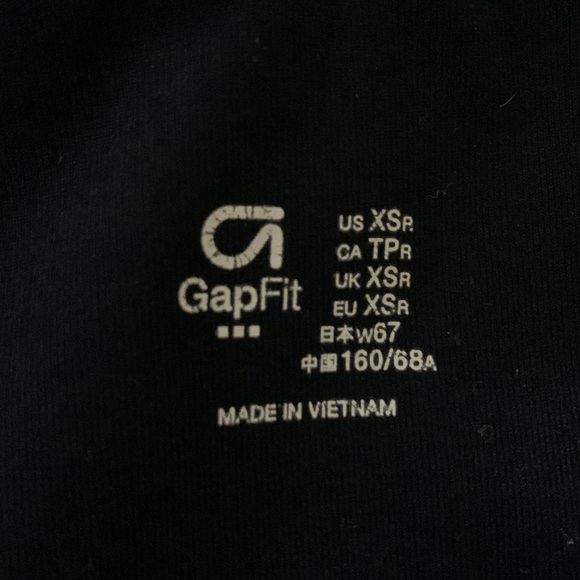 GapFit
US XSR
CA TPR
UK XSR
EU XSR
日本W67
中国160/68A
MADE IN VIETNAM